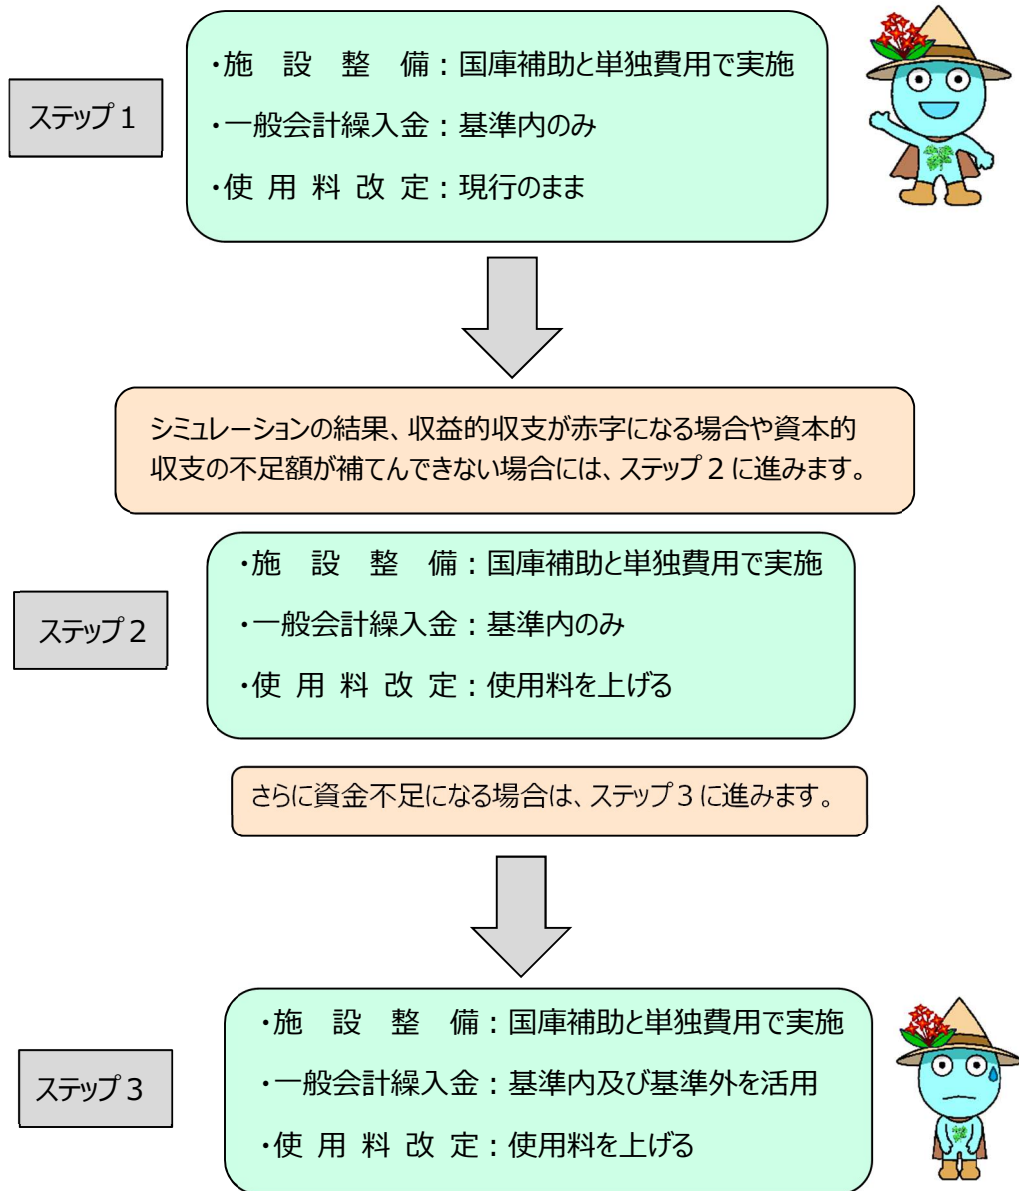 ステップ1
・施　設　整　備：国庫補助と単独費用で実施
・一般会計繰入金：基準内のみ
・使 用 料 改 定：現行のまま
シミュレーションの結果、収益的収支が赤字になる場合や資本的
収支の不足額が補てんできない場合には、ステップ2に進みます。
ステップ2
・施　設　整　備：国庫補助と単独費用で実施
・一般会計繰入金：基準内のみ
・使 用 料 改 定：使用料を上げる
さらに資金不足になる場合は、ステップ3に進みます。
ステップ3
・施　設　整　備：国庫補助と単独費用で実施
・一般会計繰入金：基準内及び基準外を活用
・使 用 料 改 定：使用料を上げる